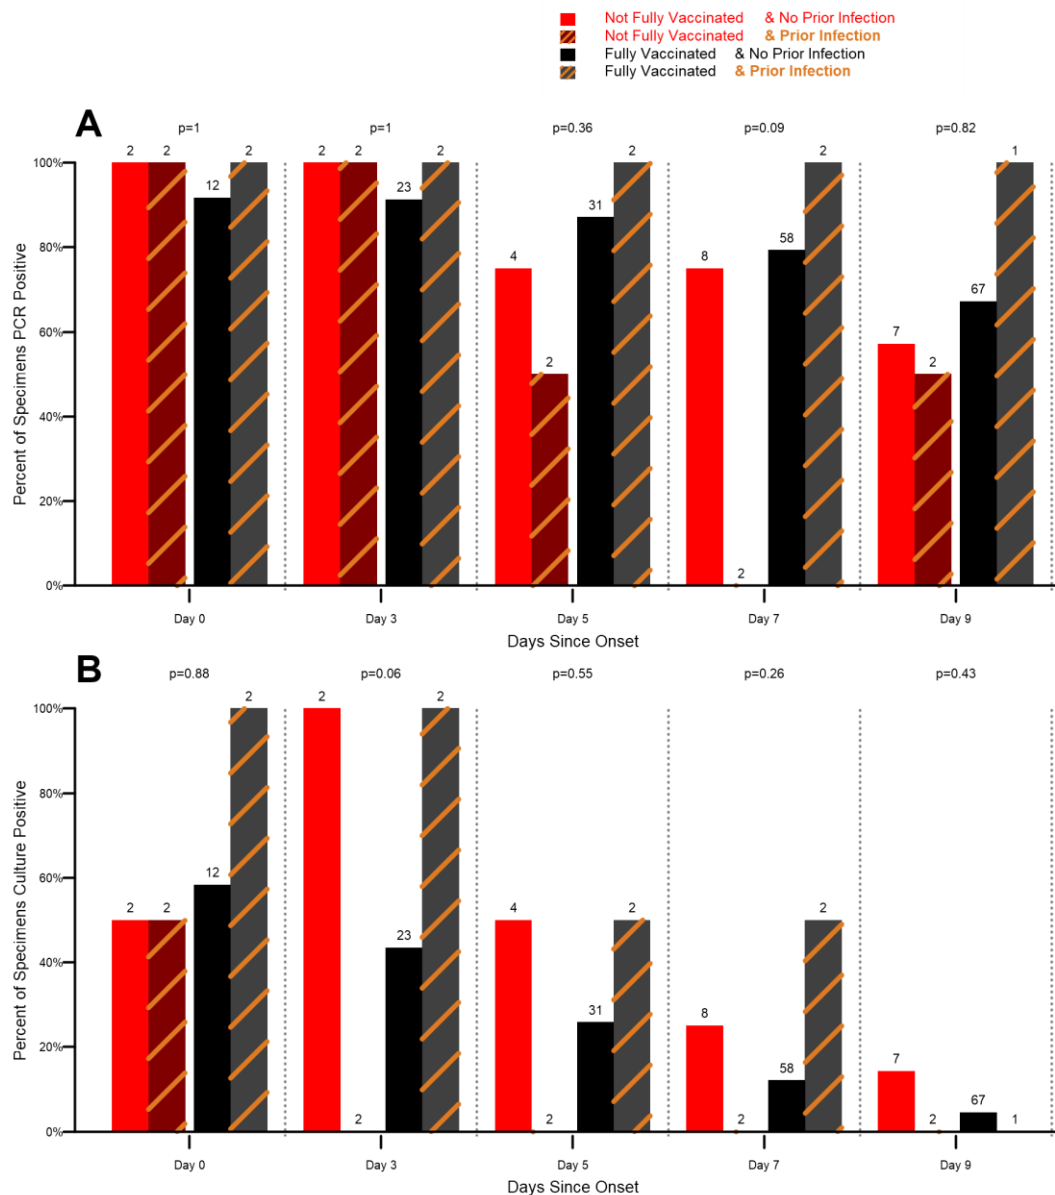 Not Fully Vaccinated & No Prior Infection
Not Fully Vaccinated & Prior Infection
Fully Vaccinated & No Prior Infection
Fully Vaccinated & Prior Infection
A
p=1 p=1 p=0.36 p=0.09 p=0.82
2 2 12 2 2 2 23 2 4 2 31 2 8 2 58 2 7 2 67 1
Percent of Specimens PCR Positive
100%
80%
60%
40%
20%
0%
Day 0 Day 3 Day 5 Day 7 Day 9
Days Since Onset
B
p=0.88 p=0.06 p=0.55 p=0.26 p=0.43
2 2 12 2 2 2 23 2 4 2 31 2 8 2 58 2 7 2 67 1
Percent of Specimens Culture Positive
100%
80%
60%
40%
20%
0%
Day 0 Day 3 Day 5 Day 7 Day 9
Days Since Onset